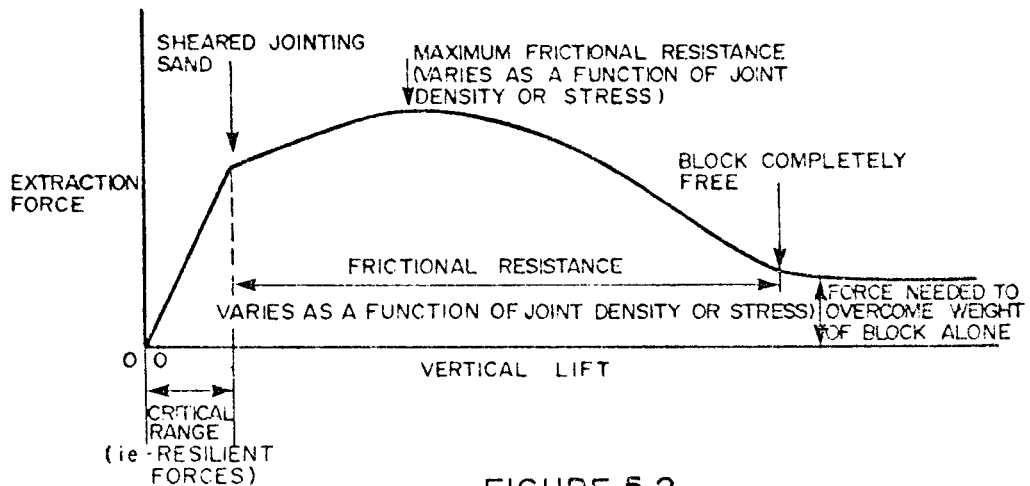 SHEARED JOINTING
SAND
MAXIMUM FRICTIONAL RESISTANCE
(VARIES AS A FUNCTION OF JOINT
DENSITY OR STRESS)
EXTRACTION
FORCE
BLOCK COMPLETELY
FREE
FRICTIONAL RESISTANCE
VARIES AS A FUNCTION OF JOINT DENSITY OR STRESS)
FORCE NEEDED TO
OVERCOME WEIGHT
OF BLOCK ALONE
0 0
VERTICAL LIFT
CRITICAL
RANGE
(ie-RESILIENT
FORCES)
FIGURE 5.2